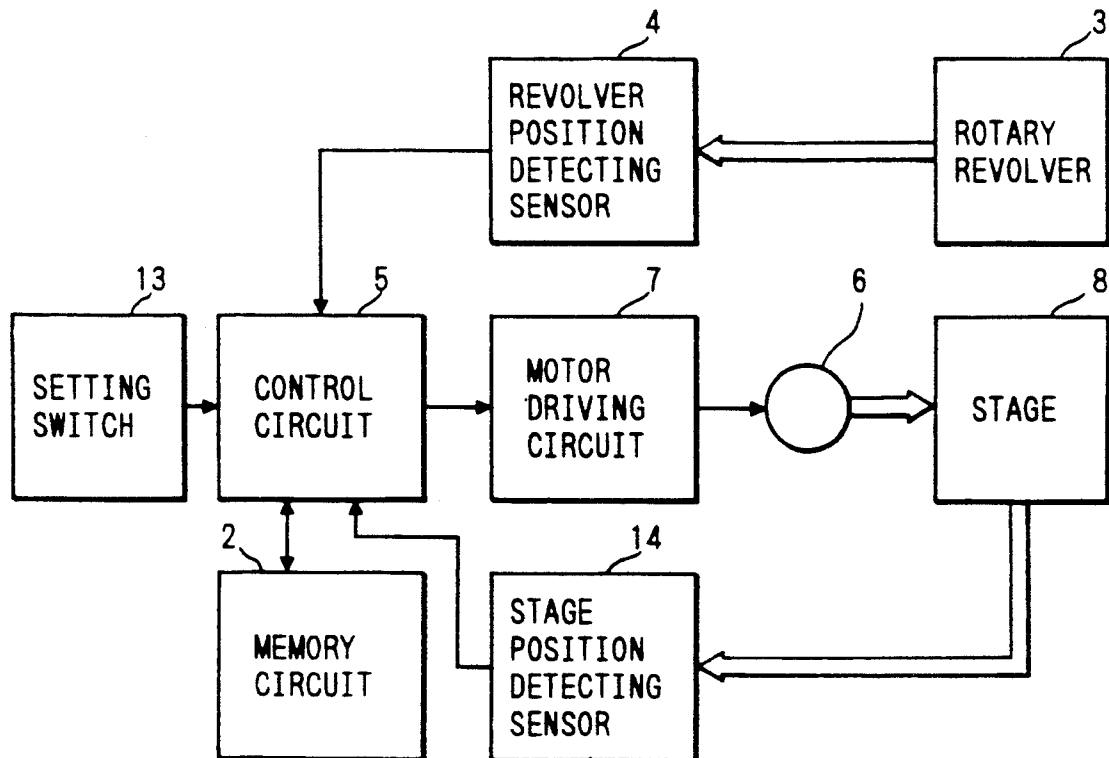 4
3
REVOLVER
POSITION
DETECTING
SENSOR
ROTARY
REVOLVER
13
5
7
6
8
SETTING
SWITCH
CONTROL
CIRCUIT
MOTOR
DRIVING
CIRCUIT
STAGE
2
14
MEMORY
CIRCUIT
STAGE
POSITION
DETECTING
SENSOR